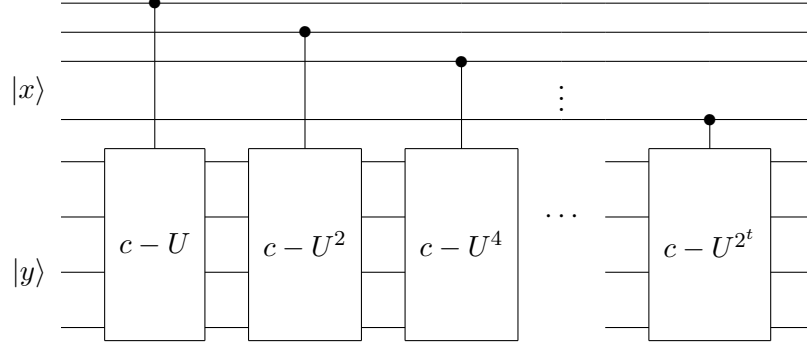 |x⟩
⋮
c − U
c − U²
c − U⁴
⋯
c − U^{2^t}
|y⟩